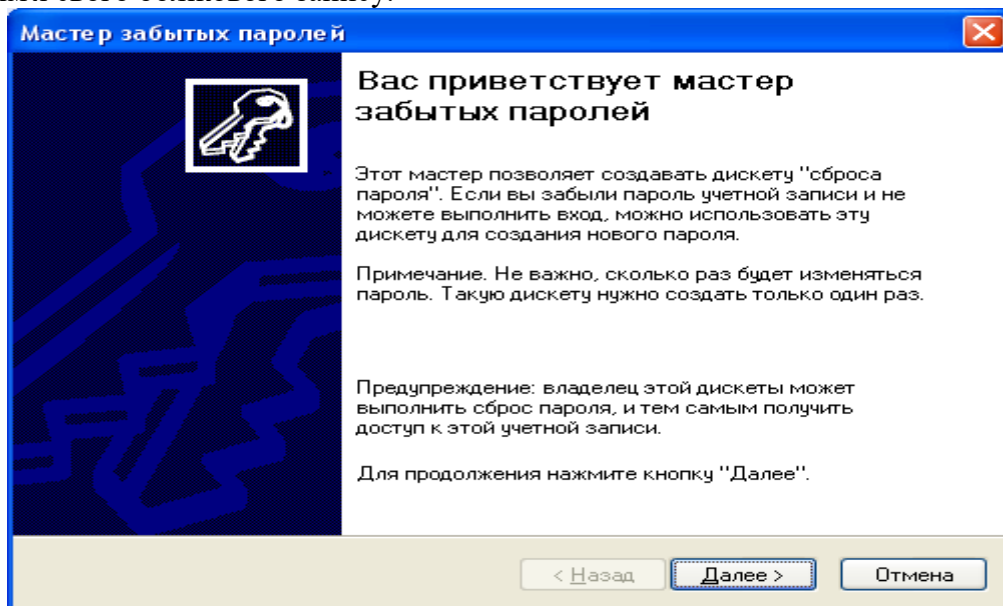 свого облікового запису.
Мастер забытых паролей
Вас приветствует мастер
забытых паролей
Этот мастер позволяет создавать дискету "сброса
пароля". Если вы забыли пароль учетной записи и не
можете выполнить вход, можно использовать эту
дискету для создания нового пароля.
Примечание. Не важно, сколько раз будет изменяться
пароль. Такую дискету нужно создать только один раз.
Предупреждение: владелец этой дискеты может
выполнить сброс пароля, и тем самым получить
доступ к этой учетной записи.
Для продолжения нажмите кнопку "Далее".
< Назад
Далее >
Отмена